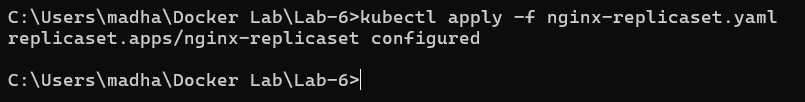 C:\Users\madha\Docker Lab\Lab-6>kubectl apply -f nginx-replicaset.yaml
replicaset.apps/nginx-replicaset configured
C:\Users\madha\Docker Lab\Lab-6>